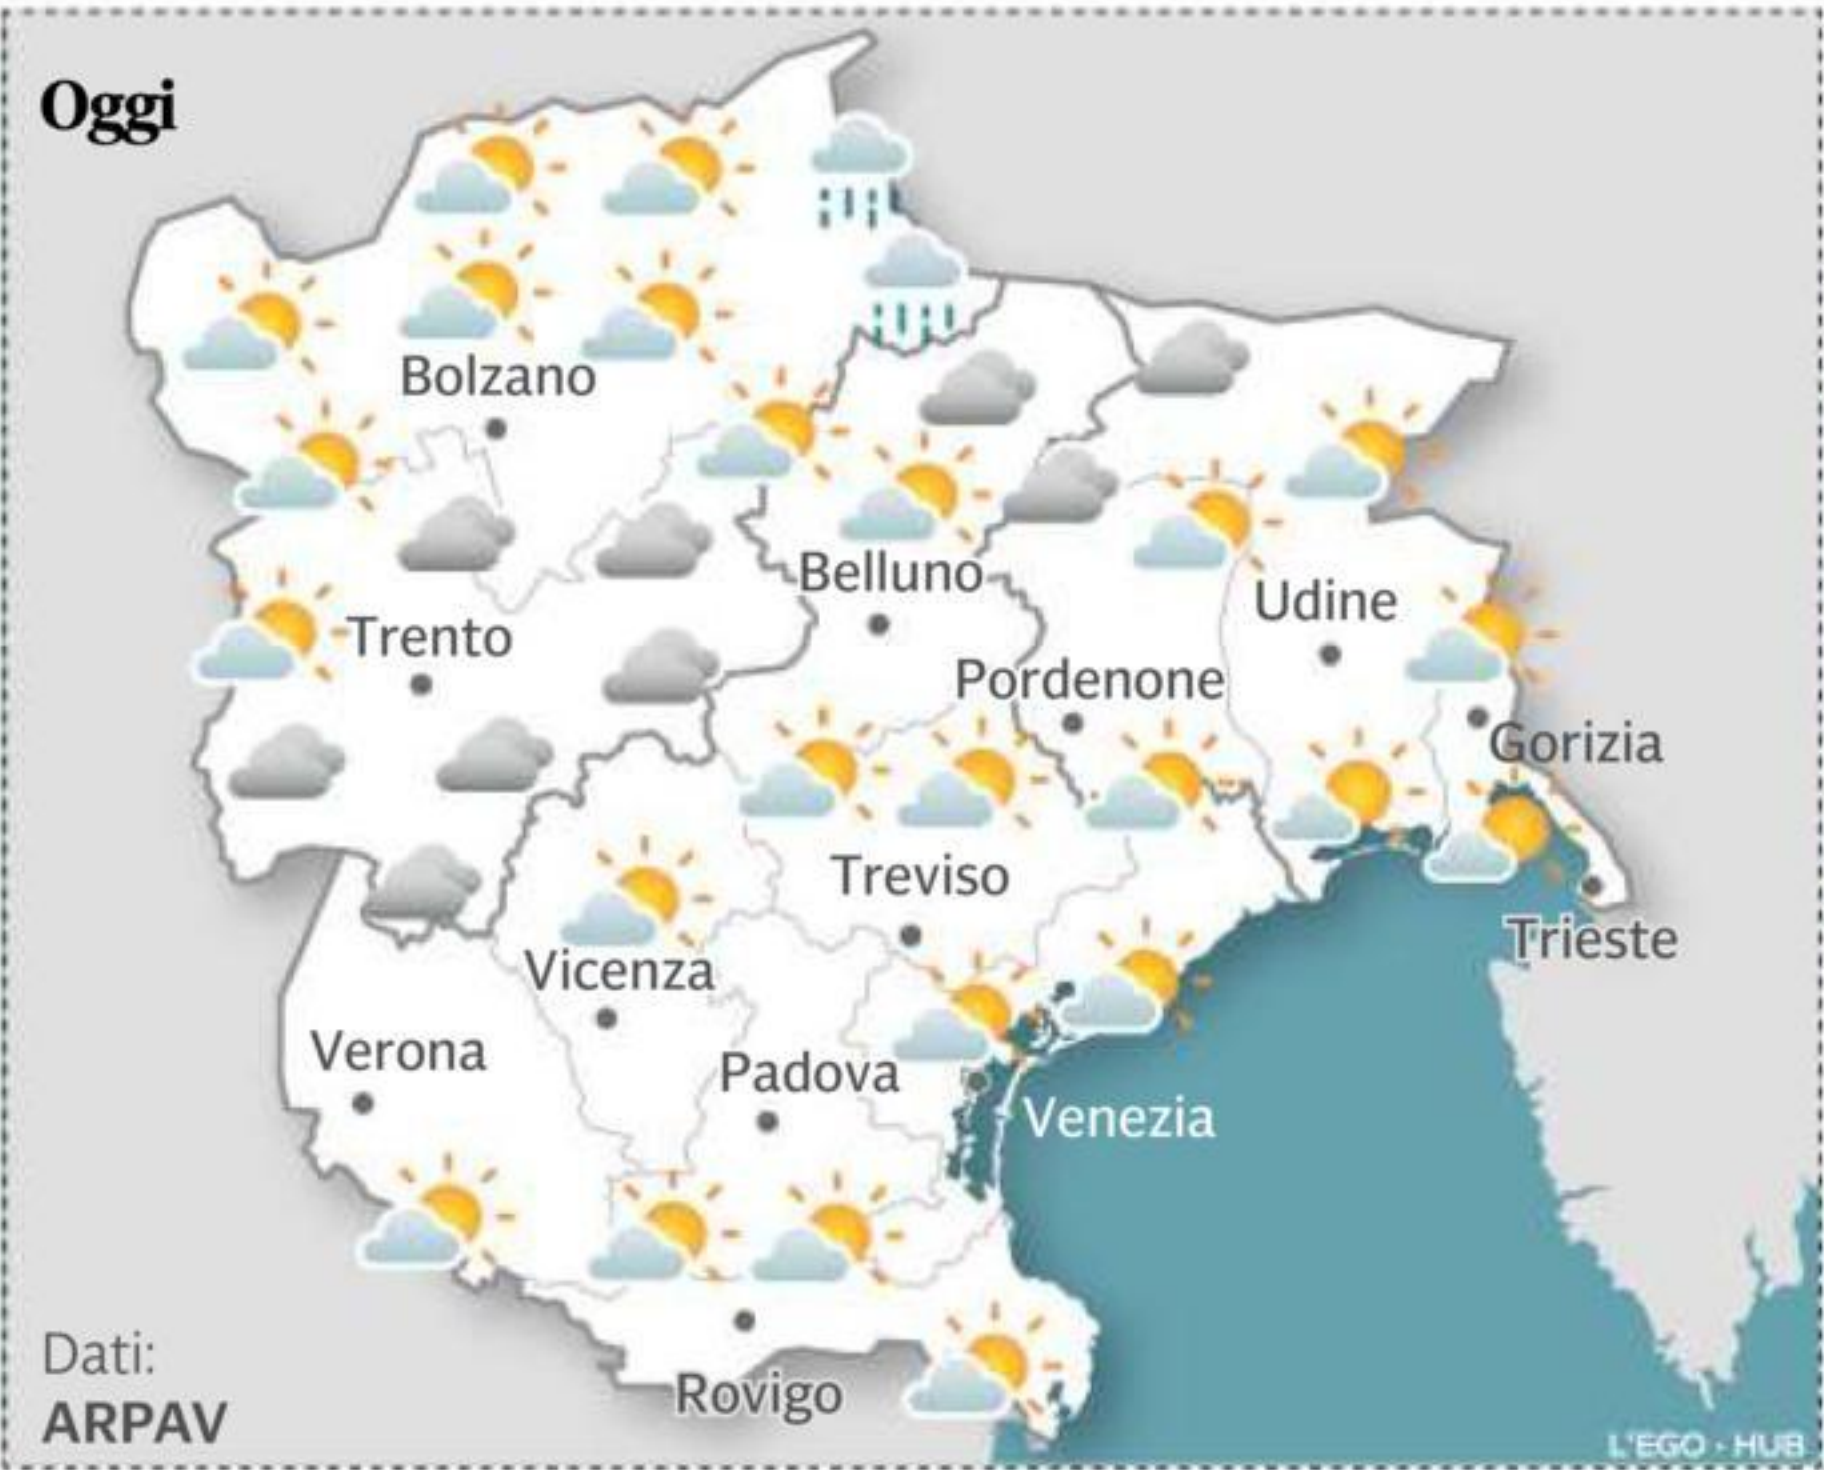 Oggi
Bolzano
Belluno
Udine
Trento
Pordenone
Gorizia
Treviso
Trieste
Vicenza
Verona
Padova
Venezia
Dati:
ARPAV
Rovigo
L'EGO - HUB